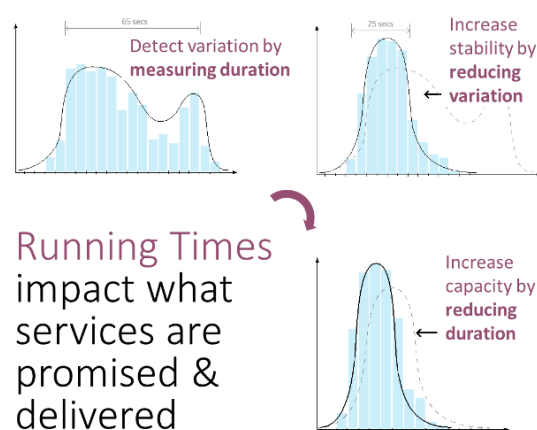 65 secs
Detect variation by
measuring duration
25 secs
Increase
stability by
reducing
variation
Running Times
impact what
services are
promised &
delivered
Increase
capacity by
reducing
duration